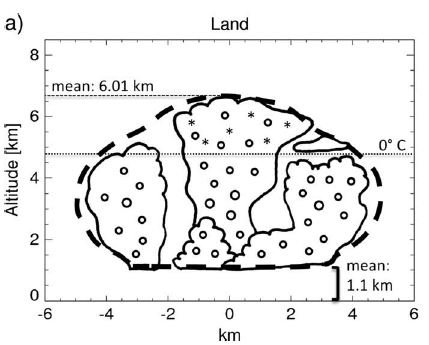 a)
Land
8
mean: 6.01 km
6
0° C
Altitude [km]
4
2
mean:
1.1 km
0
-6 -4 -2 0 2 4 6
km